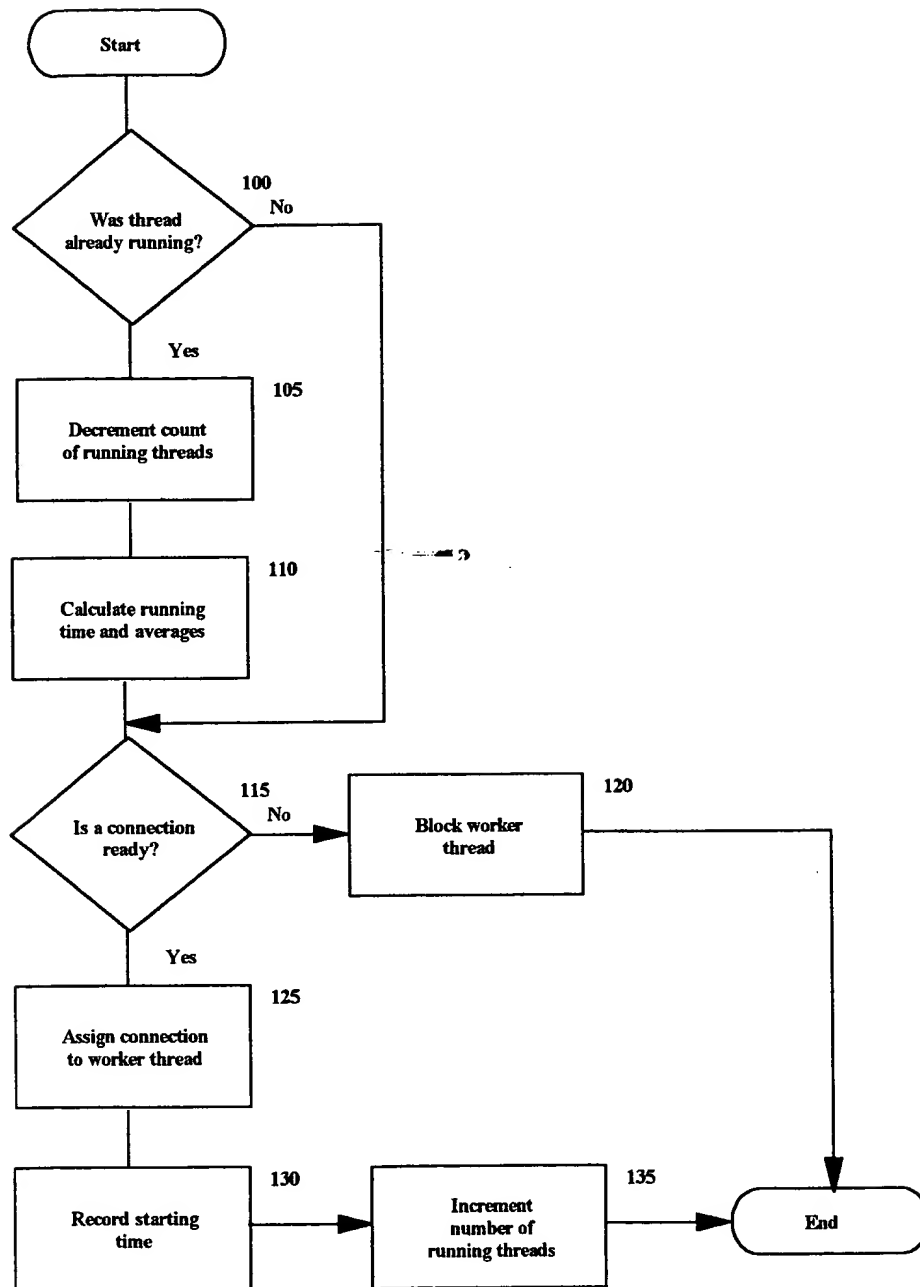 Start
100
No
Was thread
already running?
Yes
105
Decrement count
of running threads
110
Calculate running
time and averages
115
No
Is a connection
ready?
120
Block worker
thread
Yes
125
Assign connection
to worker thread
130
Record starting
time
135
Increment
number of
running threads
End